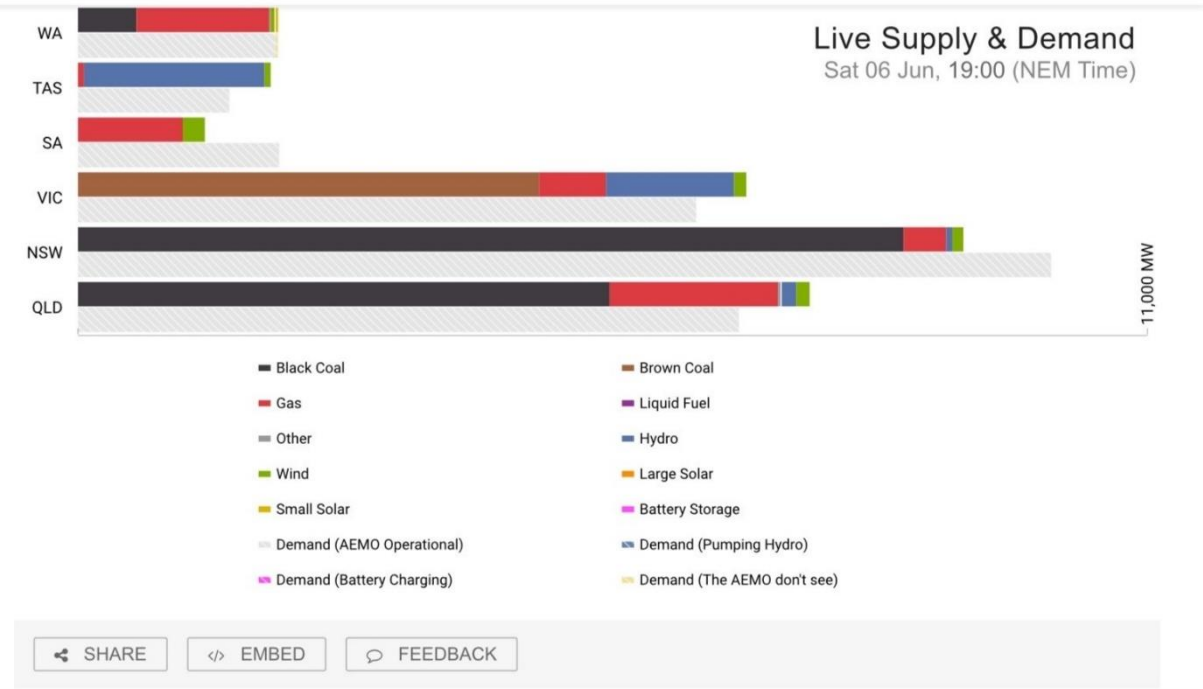 Live Supply & Demand
Sat 06 Jun, 19:00 (NEM Time)
WA
TAS
SA
VIC
NSW
QLD
11,000 MW
Black Coal
Brown Coal
Gas
Liquid Fuel
Other
Hydro
Wind
Large Solar
Small Solar
Battery Storage
Demand (AEMO Operational)
Demand (Pumping Hydro)
Demand (Battery Charging)
Demand (The AEMO don't see)
SHARE
EMBED
FEEDBACK